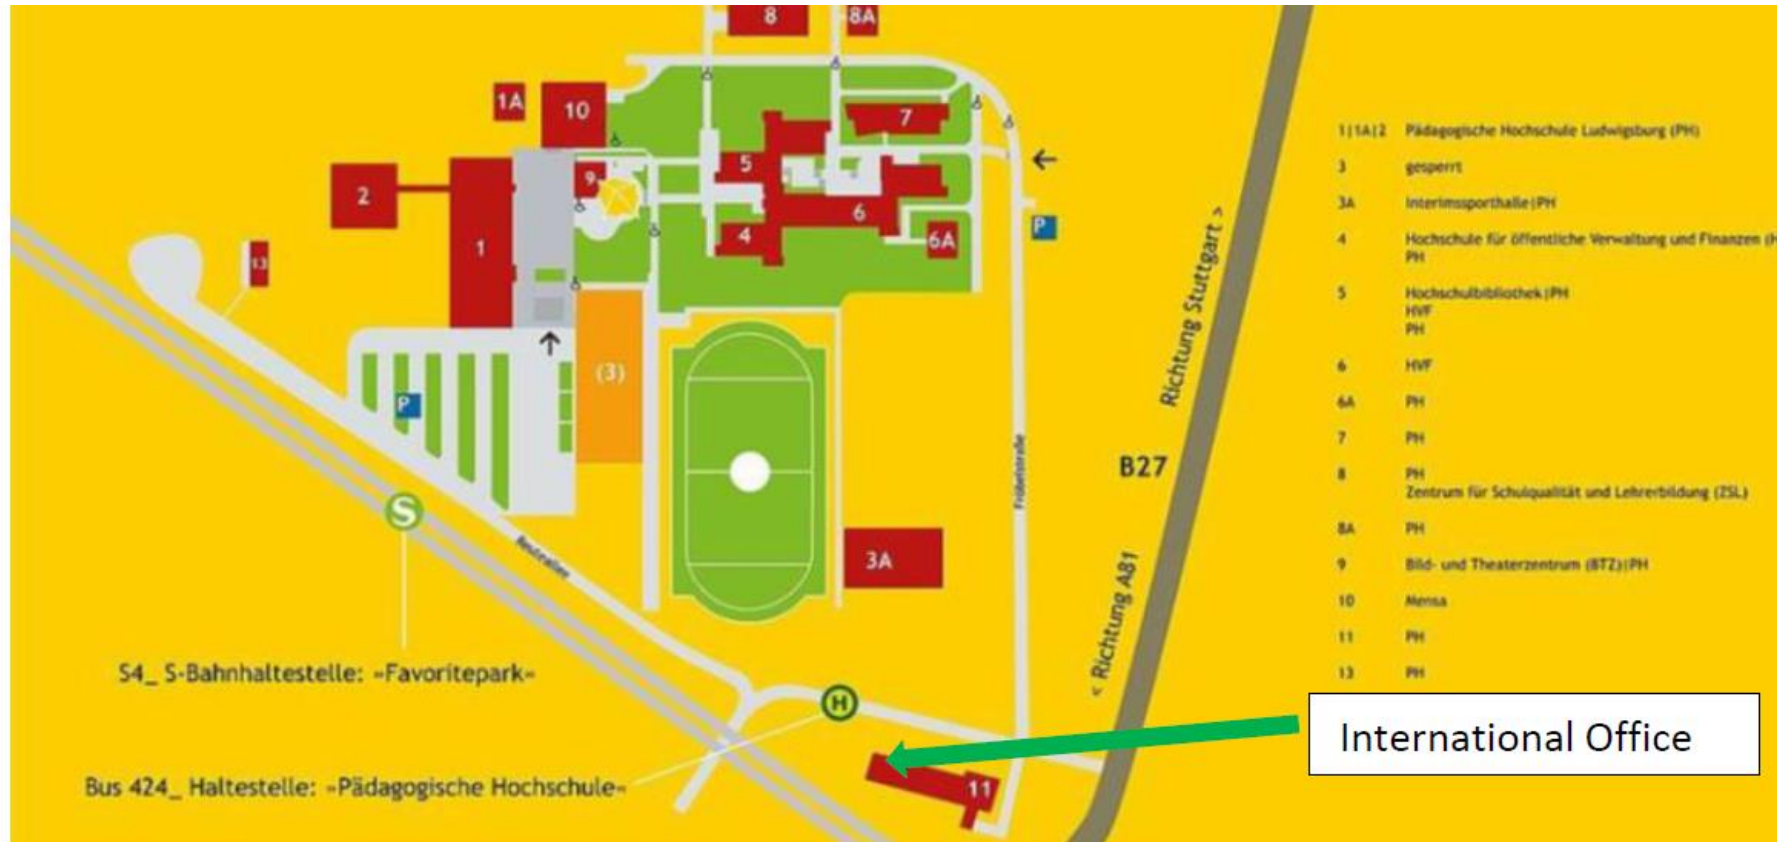 8
8A
1A
10
7
5
9
2
6
4
6A
1
13
P
(3)
P
S
3A
H
11
Reuteallee
Fröbelstraße
B27
Richtung Stuttgart >
< Richtung A81
S4_ S-Bahnhaltestelle: »Favoritepark«
Bus 424_ Haltestelle: »Pädagogische Hochschule«
1|1A|2 Pädagogische Hochschule Ludwigsburg (PH)
3 gesperrt
3A Interimssporthalle|PH
4 Hochschule für öffentliche Verwaltung und Finanzen (H
PH
5 Hochschulbibliothek|PH
HVF
PH
6 HVF
6A PH
7 PH
8 PH
Zentrum für Schulqualität und Lehrerbildung (ZSL)
8A PH
9 Bild- und Theaterzentrum (BTZ)|PH
10 Mensa
11 PH
13 PH
International Office